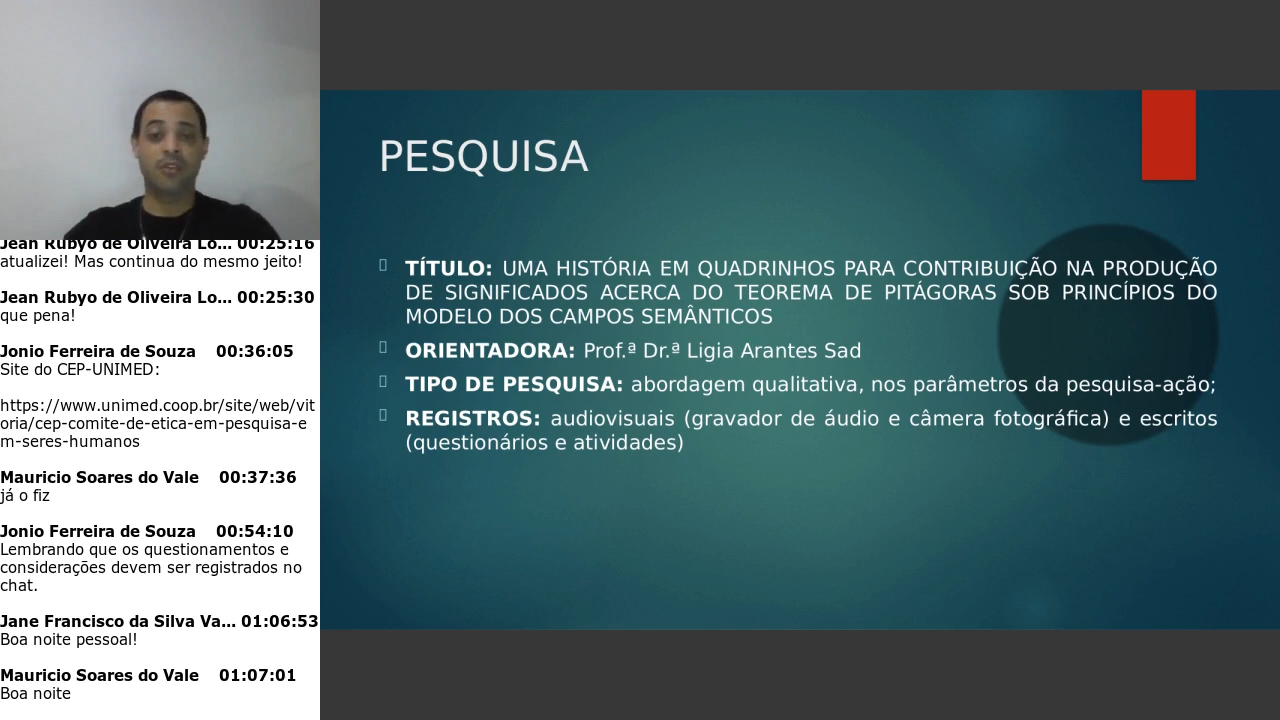 Jean Rubyo de Oliveira Lo... 00:25:16
atualizei! Mas continua do mesmo jeito!
Jean Rubyo de Oliveira Lo... 00:25:30
que pena!
Jonio Ferreira de Souza 00:36:05
Site do CEP-UNIMED:
https://www.unimed.coop.br/site/web/vit
oria/cep-comite-de-etica-em-pesquisa-e
m-seres-humanos
Mauricio Soares do Vale 00:37:36
já o fiz
Jonio Ferreira de Souza 00:54:10
Lembrando que os questionamentos e
considerações devem ser registrados no
chat.
Jane Francisco da Silva Va... 01:06:53
Boa noite pessoal!
Mauricio Soares do Vale 01:07:01
Boa noite
PESQUISA
TÍTULO: UMA HISTÓRIA EM QUADRINHOS PARA CONTRIBUIÇÃO NA PRODUÇÃO
DE SIGNIFICADOS ACERCA DO TEOREMA DE PITÁGORAS SOB PRINCÍPIOS DO
MODELO DOS CAMPOS SEMÂNTICOS
ORIENTADORA: Prof.ª Dr.ª Ligia Arantes Sad
TIPO DE PESQUISA: abordagem qualitativa, nos parâmetros da pesquisa-ação;
REGISTROS: audiovisuais (gravador de áudio e câmera fotográfica) e escritos
(questionários e atividades)